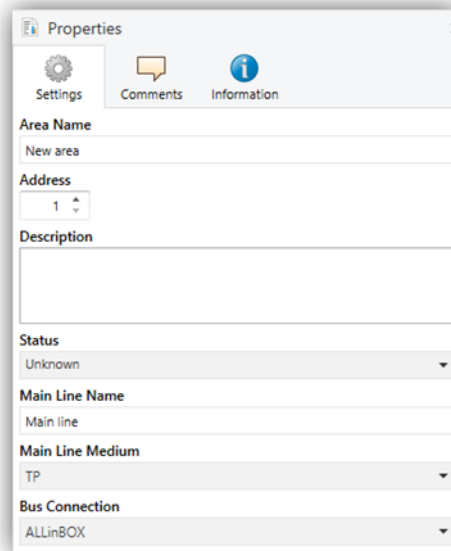 Properties
Settings Comments Information
Area Name
New area
Address
1
Description
Status
Unknown
Main Line Name
Main line
Main Line Medium
TP
Bus Connection
ALLinBOX